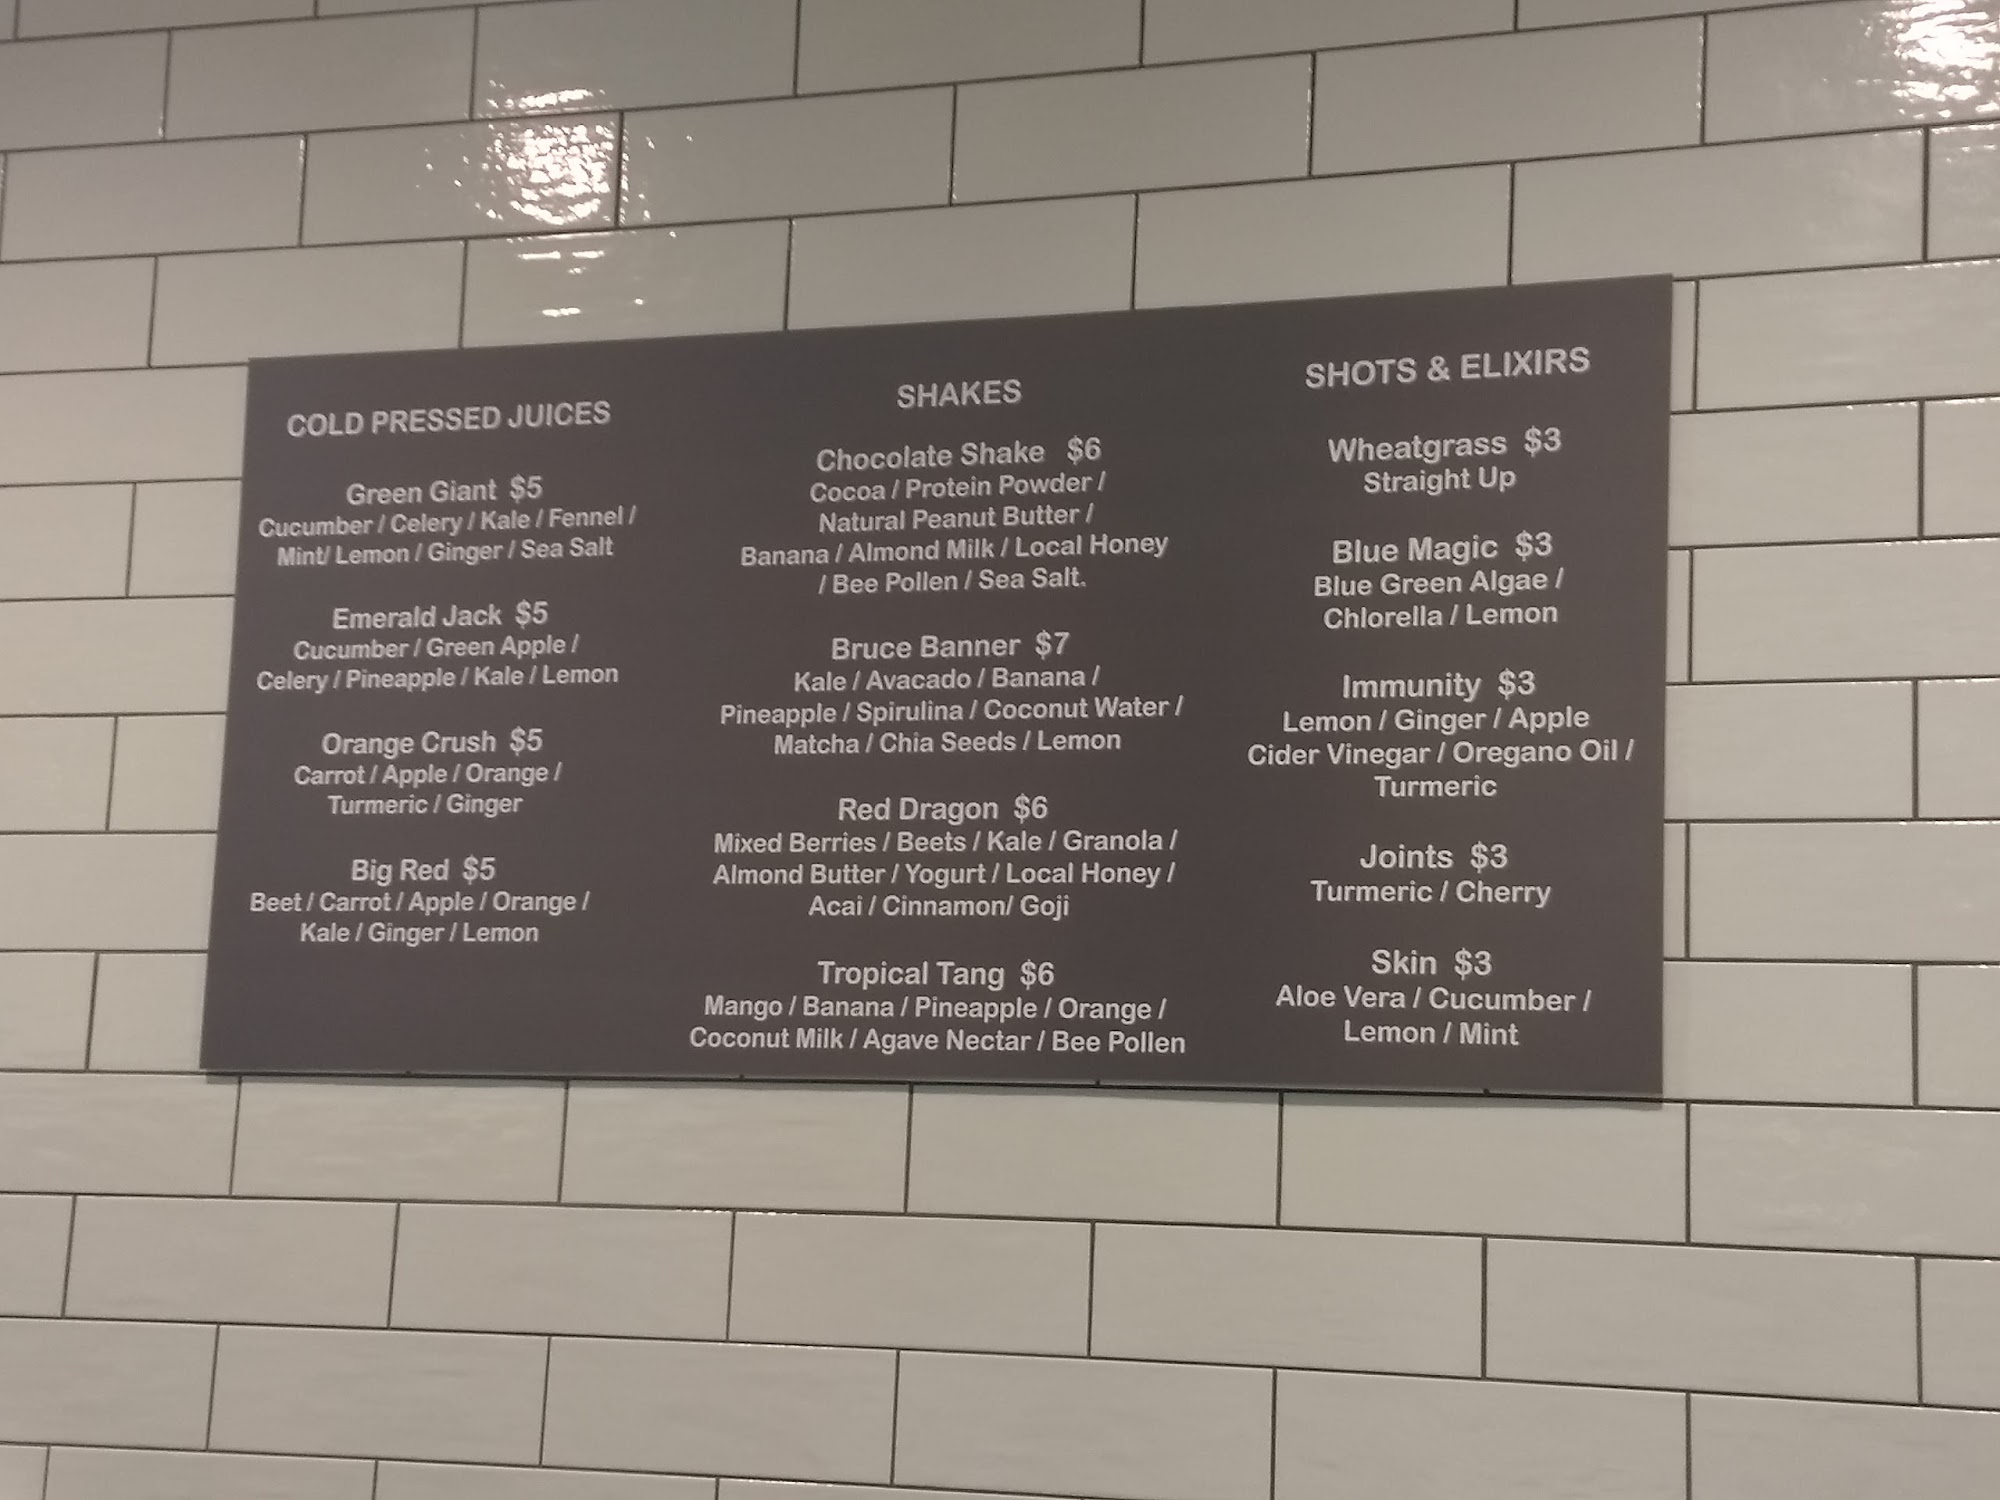 COLD PRESSED JUICES
Green Giant $5
Cucumber / Celery / Kale / Fennel /
Mint/ Lemon / Ginger / Sea Salt
Emerald Jack $5
Cucumber / Green Apple /
Celery / Pineapple / Kale / Lemon
Orange Crush $5
Carrot / Apple / Orange /
Turmeric / Ginger
Big Red $5
Beet / Carrot / Apple / Orange /
Kale / Ginger / Lemon
SHAKES
Chocolate Shake $6
Cocoa / Protein Powder /
Natural Peanut Butter /
Banana / Almond Milk / Local Honey
/ Bee Pollen / Sea Salt.
Bruce Banner $7
Kale / Avacado / Banana /
Pineapple / Spirulina / Coconut Water /
Matcha / Chia Seeds / Lemon
Red Dragon $6
Mixed Berries / Beets / Kale / Granola /
Almond Butter / Yogurt / Local Honey /
Acai / Cinnamon/ Goji
Tropical Tang $6
Mango / Banana / Pineapple / Orange /
Coconut Milk / Agave Nectar / Bee Pollen
SHOTS & ELIXIRS
Wheatgrass $3
Straight Up
Blue Magic $3
Blue Green Algae /
Chlorella / Lemon
Immunity $3
Lemon / Ginger / Apple
Cider Vinegar / Oregano Oil /
Turmeric
Joints $3
Turmeric / Cherry
Skin $3
Aloe Vera / Cucumber /
Lemon / Mint